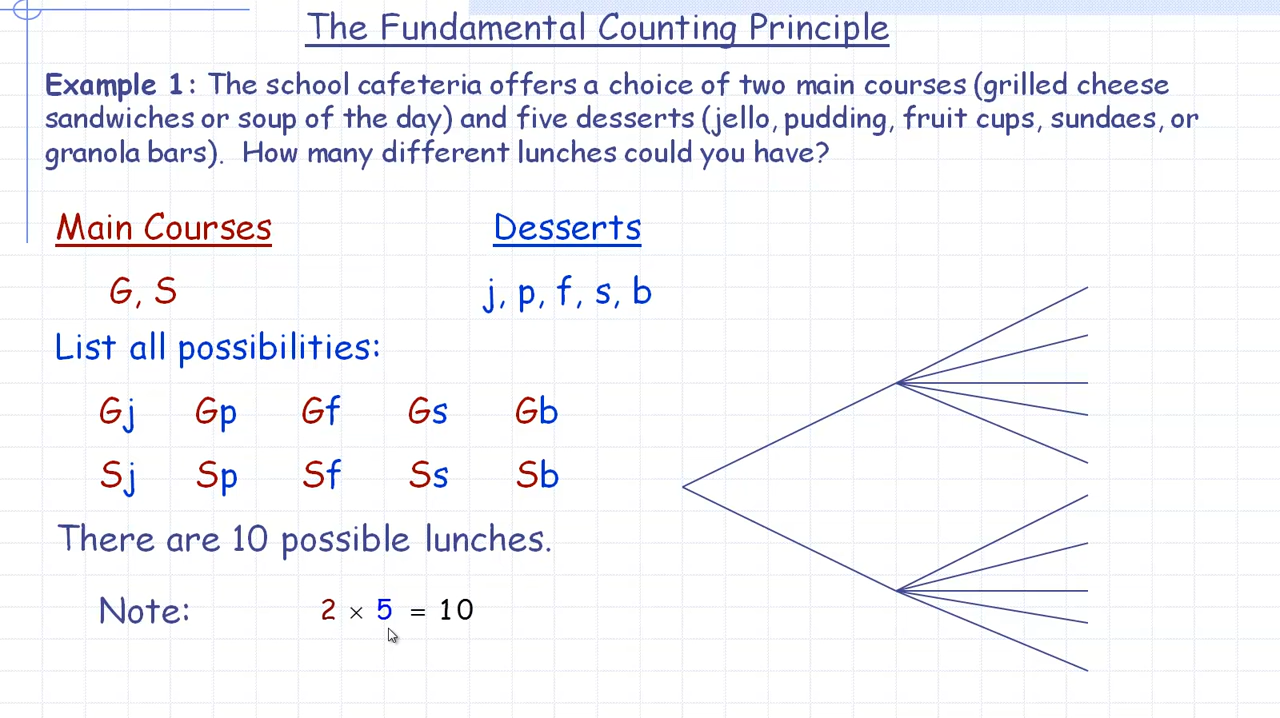 The Fundamental Counting Principle
Example 1: The school cafeteria offers a choice of two main courses (grilled cheese
sandwiches or soup of the day) and five desserts (jello, pudding, fruit cups, sundaes, or
granola bars). How many different lunches could you have?
Main Courses Desserts
G, S j, p, f, s, b
List all possibilities:
Gj Gp Gf Gs Gb
Sj Sp Sf Ss Sb
There are 10 possible lunches.
Note: 2 × 5 = 10